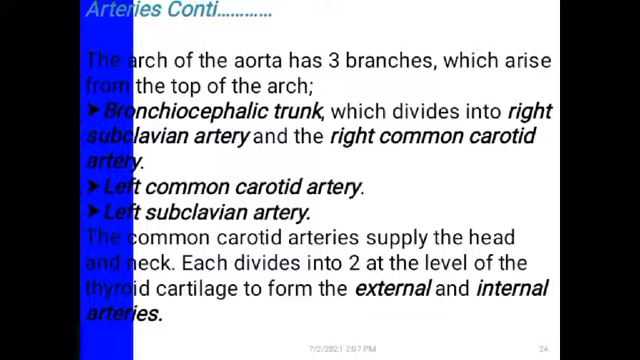 Arteries Conti............
The arch of the aorta has 3 branches, which arise
from the top of the arch;
➤Bronchiocephalic trunk, which divides into right
subclavian artery and the right common carotid
artery.
➤Left common carotid artery.
➤Left subclavian artery.
The common carotid arteries supply the head
and neck. Each divides into 2 at the level of the
thyroid cartilage to form the external and internal
arteries.
7/2/2021 2:07 PM
24